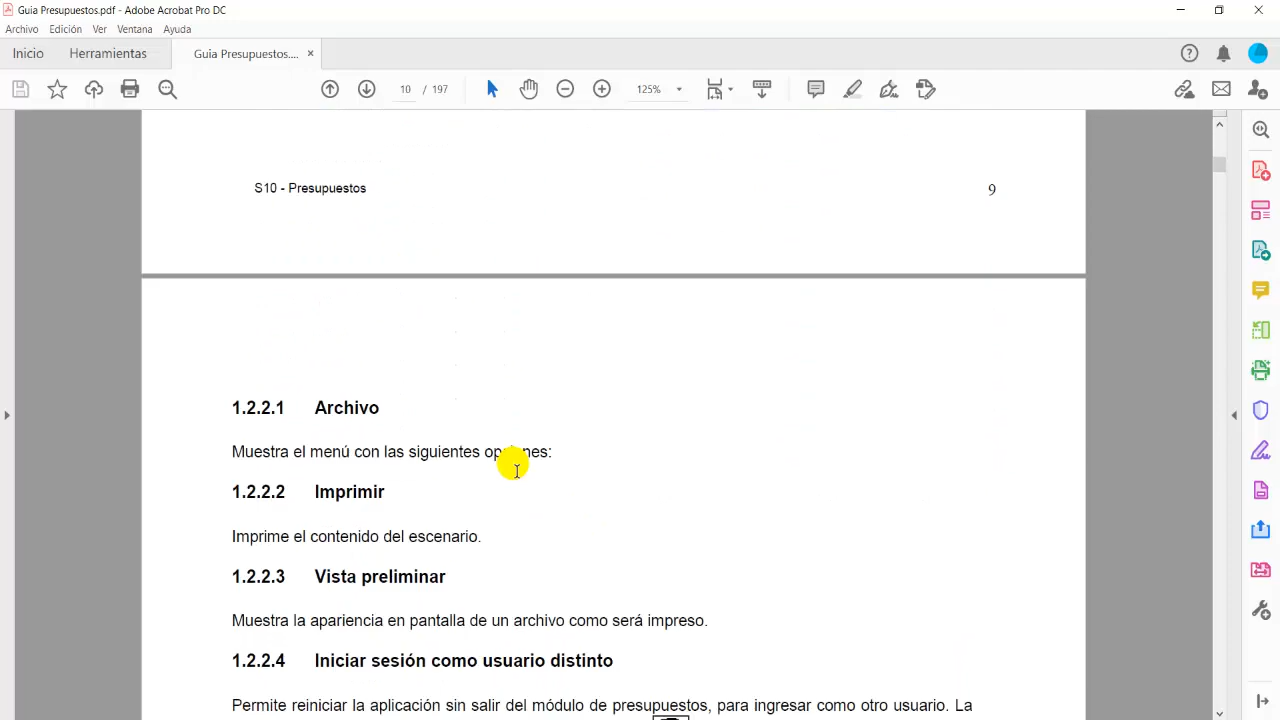 Guia Presupuestos.pdf - Adobe Acrobat Pro DC
Archivo Edición Ver Ventana Ayuda
Inicio Herramientas Guia Presupuestos.... ×
10 / 197 125%
S10 - Presupuestos 9
1.2.2.1 Archivo
Muestra el menú con las siguientes opciones:
1.2.2.2 Imprimir
Imprime el contenido del escenario.
1.2.2.3 Vista preliminar
Muestra la apariencia en pantalla de un archivo como será impreso.
1.2.2.4 Iniciar sesión como usuario distinto
Permite reiniciar la aplicación sin salir del módulo de presupuestos, para ingresar como otro usuario. La